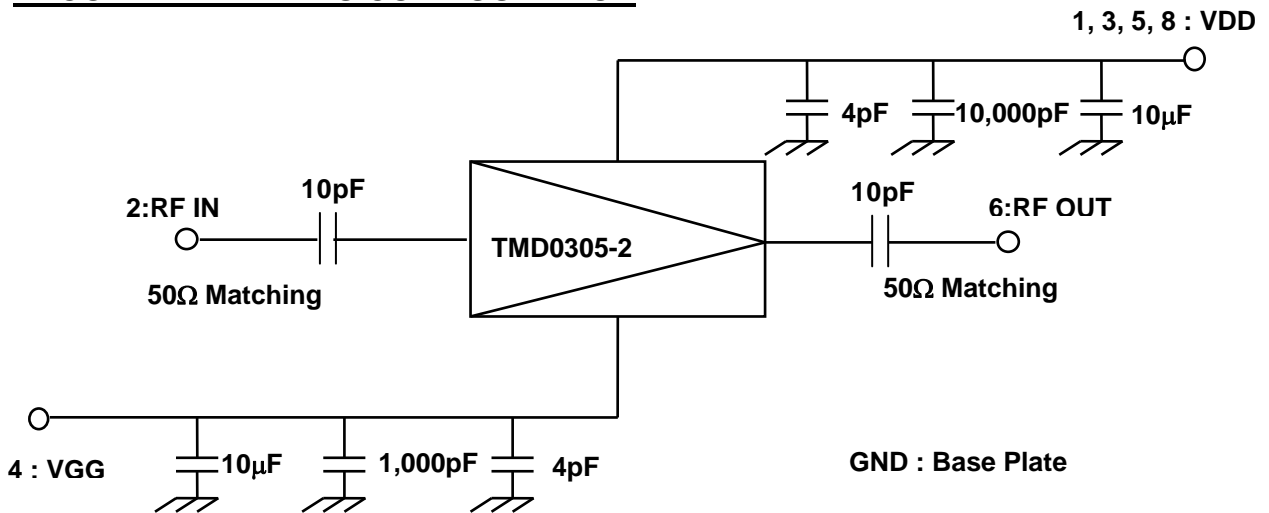 1, 3, 5, 8 : VDD
4pF
10,000pF
10μF
10pF
10pF
2:RF IN
6:RF OUT
TMD0305-2
50Ω Matching
50Ω Matching
4 : VGG
10μF
1,000pF
4pF
GND : Base Plate